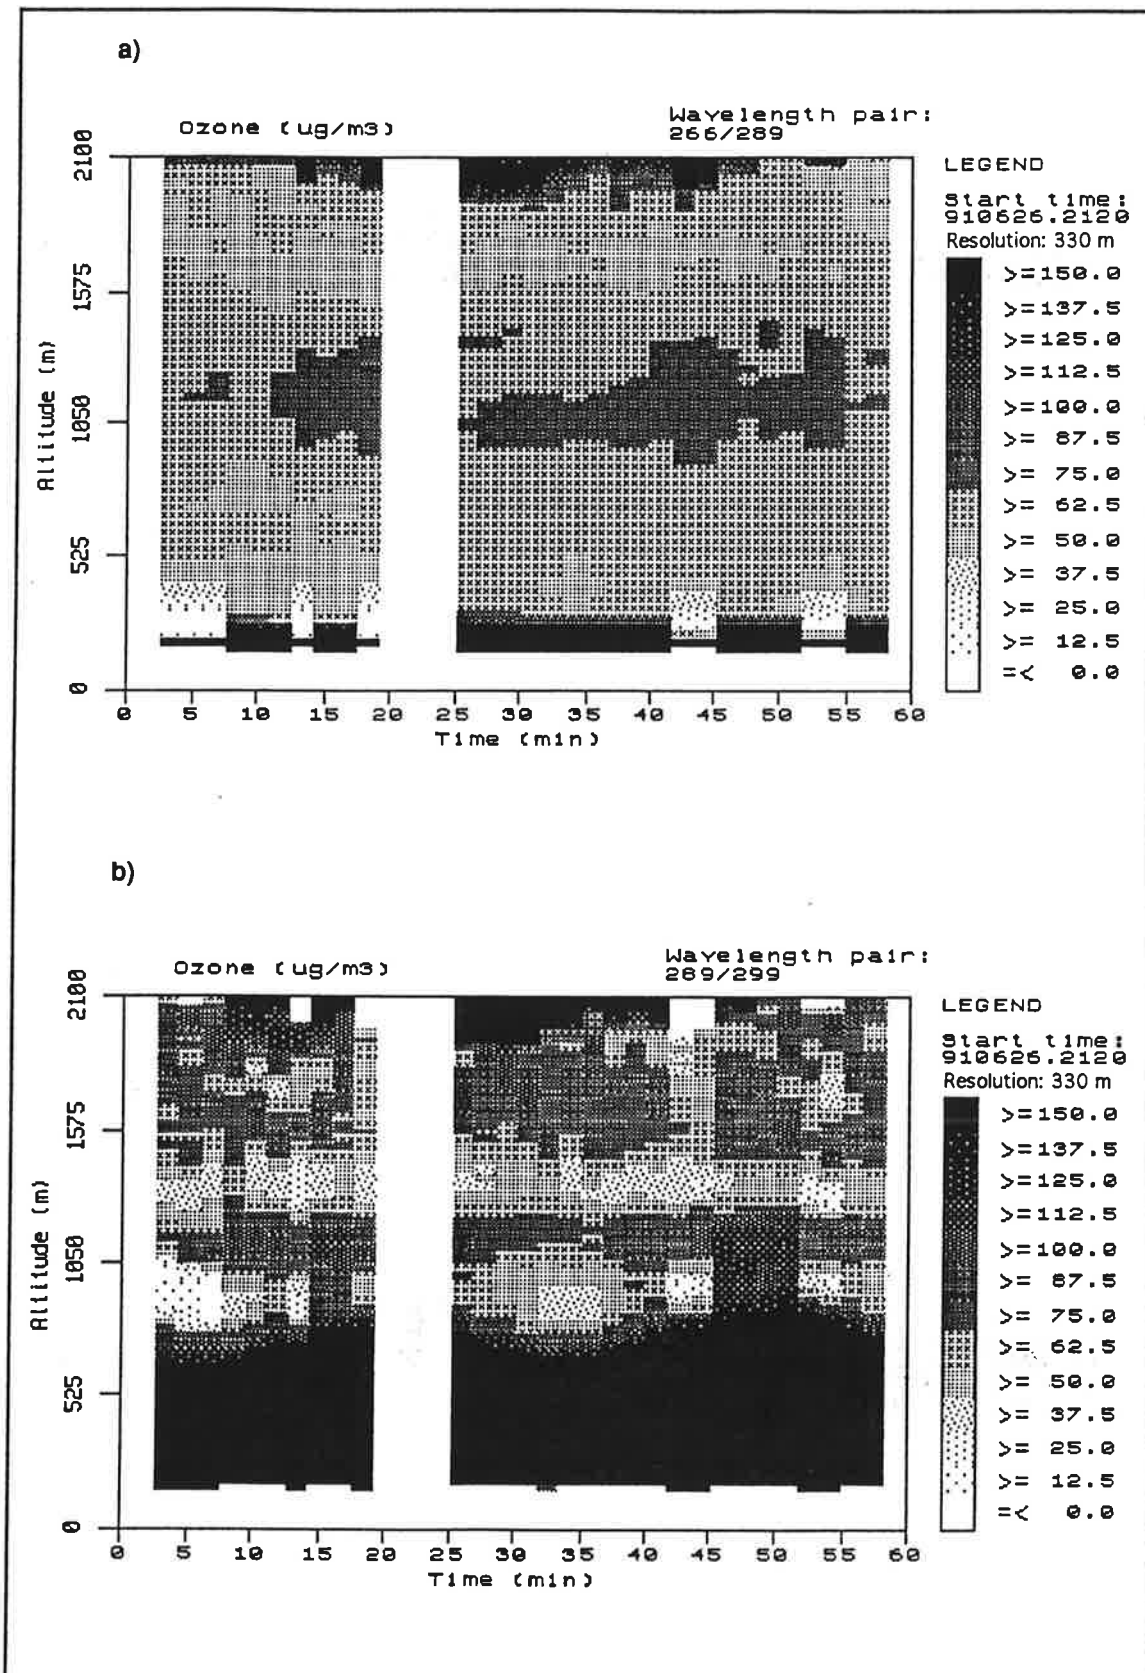 a)
Ozone (ug/m3)
Wavelength pair:
266/289
2100
1575
1050
525
0
Altitude (m)
0 5 10 15 20 25 30 35 40 45 50 55 60
Time (min)
LEGEND
Start time:
910626.2120
Resolution: 330 m
>=150.0
>=137.5
>=125.0
>=112.5
>=100.0
>= 87.5
>= 75.0
>= 62.5
>= 50.0
>= 37.5
>= 25.0
>= 12.5
=< 0.0
b)
Ozone (ug/m3)
Wavelength pair:
289/299
2100
1575
1050
525
0
Altitude (m)
0 5 10 15 20 25 30 35 40 45 50 55 60
Time (min)
LEGEND
Start time:
910626.2120
Resolution: 330 m
>=150.0
>=137.5
>=125.0
>=112.5
>=100.0
>= 87.5
>= 75.0
>= 62.5
>= 50.0
>= 37.5
>= 25.0
>= 12.5
=< 0.0